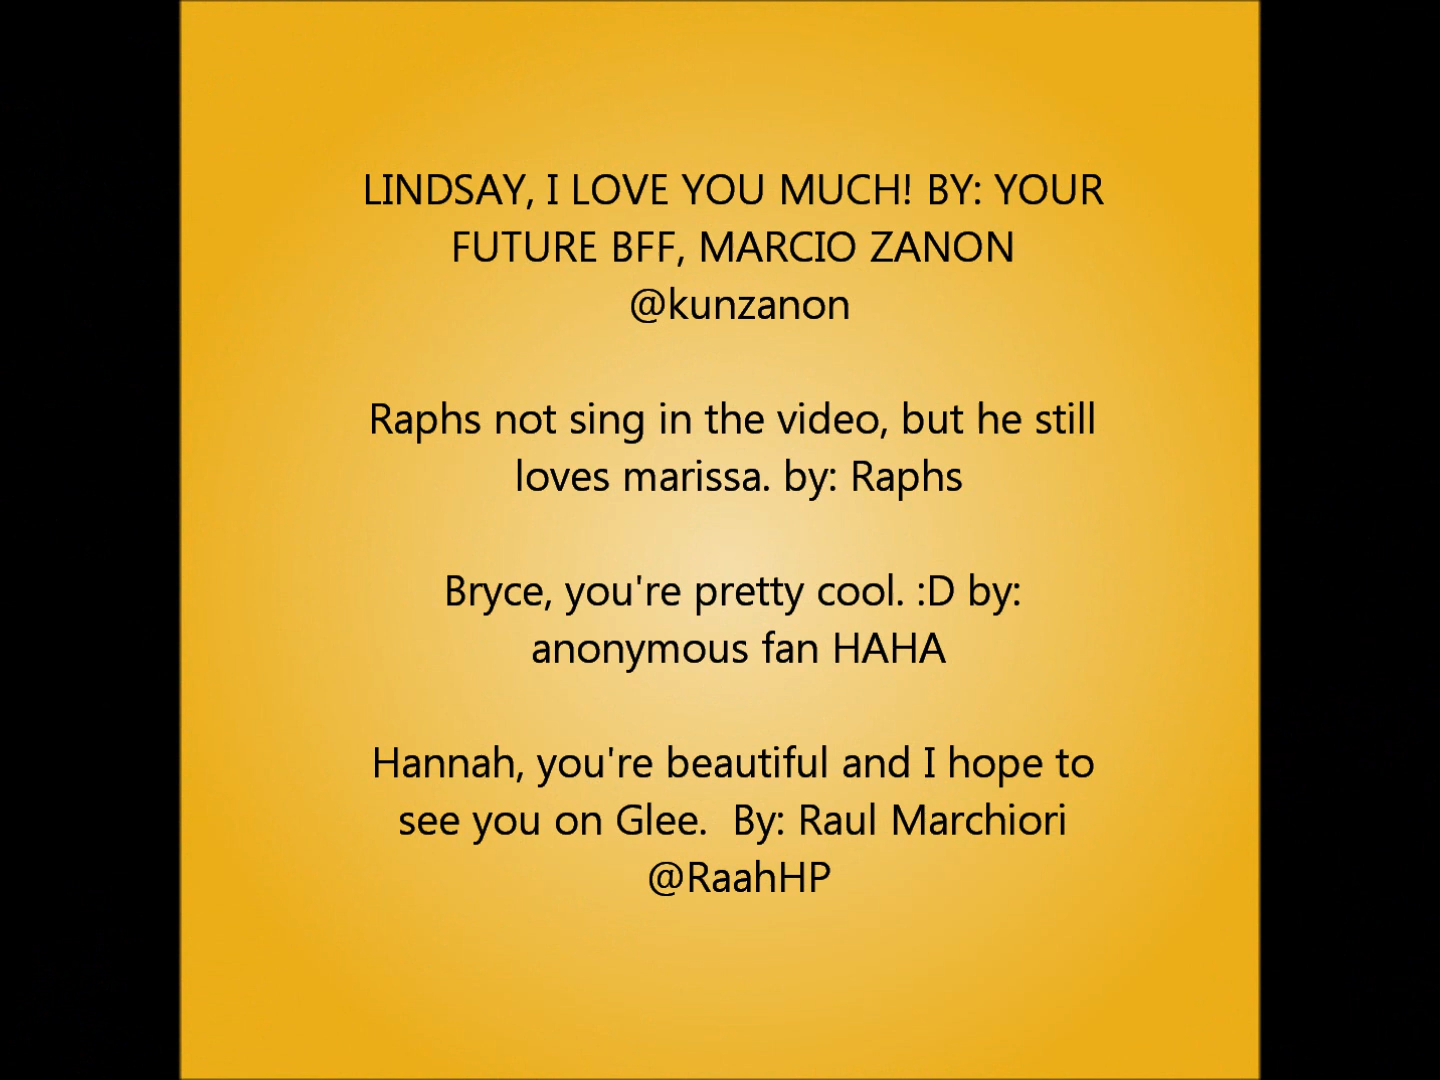 LINDSAY, I LOVE YOU MUCH! BY: YOUR
FUTURE BFF, MARCIO ZANON
@kunzanon
Raphs not sing in the video, but he still
loves marissa. by: Raphs
Bryce, you're pretty cool. :D by:
anonymous fan HAHA
Hannah, you're beautiful and I hope to
see you on Glee.  By: Raul Marchiori
@RaahHP